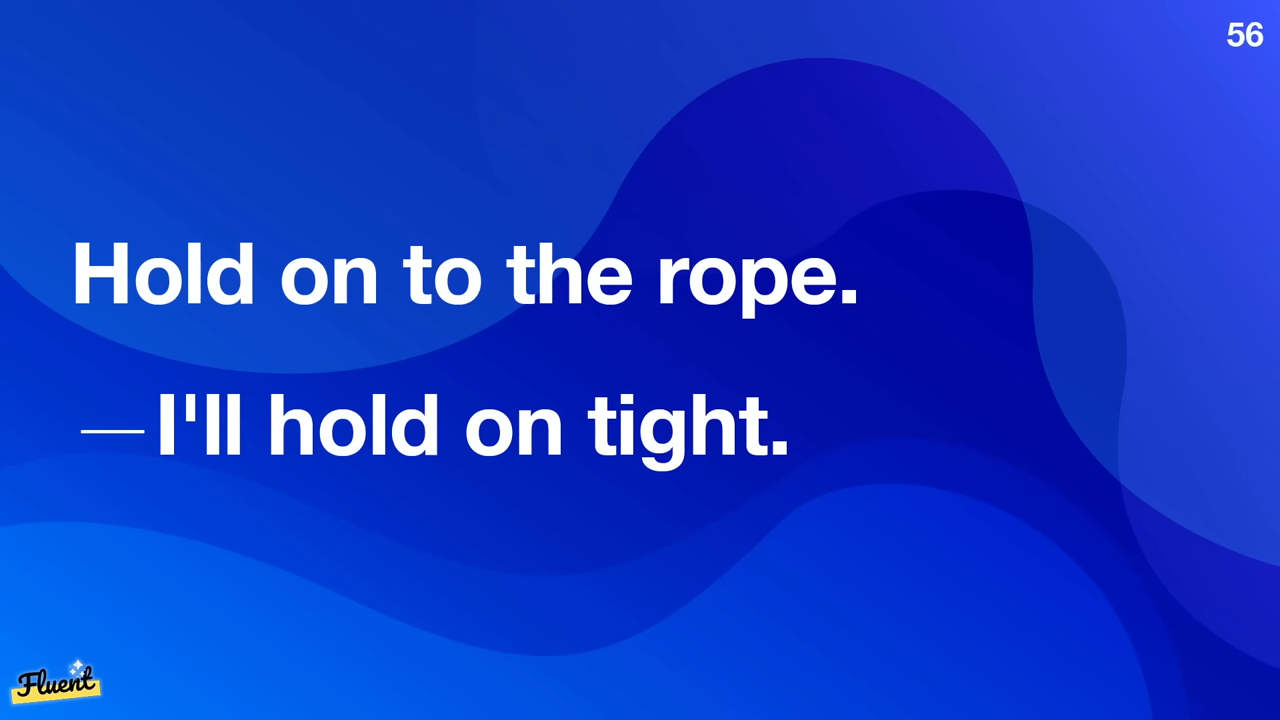 56
Hold on to the rope.
—I'll hold on tight.
Fluent